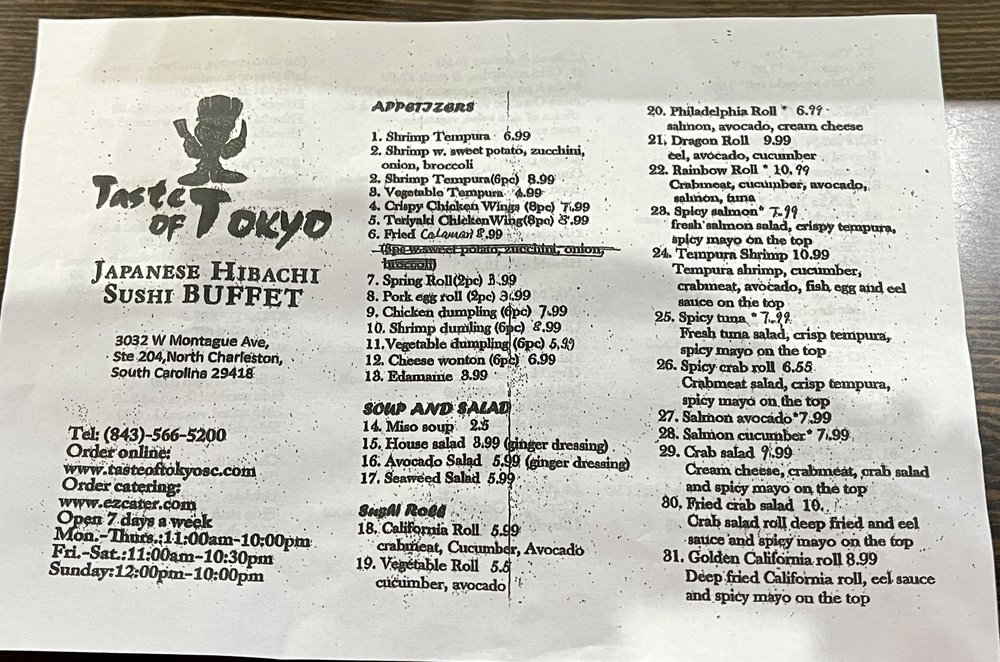 Taste
OF TOKYO
JAPANESE HIBACHI
SUSHI BUFFET
3032 W Montague Ave,
Ste 204,North Charleston,
South Carolina 29418
Tel: (843)-566-5200
Order online:
www.tasteoftokyosc.com
Order catering:
www.ezcater.com
Open 7 days a week
Mon.-Thurs.:11:00am-10:00pm
Fri.-Sat.:11:00am-10:30pm
Sunday:12:00pm-10:00pm
APPETIZERS
1. Shrimp Tempura 6.99
2. Shrimp w. sweet potato, zucchini,
onion, broccoli
2. Shrimp Tempura(6pc) 8.99
3. Vegetable Tempura 4.99
4. Crispy Chicken Wings (8pc) 7.99
5. Teriyaki ChickenWing(8pc) 8.99
6. Fried Calamari 8.99
(8pc w.sweet potato, zucchini, onion,
broccoli)
7. Spring Roll(2pc) 3.99
8. Pork egg roll (2pc) 3.99
9. Chicken dumpling (6pc) 7.99
10. Shrimp dumling (6pc) 8.99
11.Vegetable dumpling (6pc) 5.99
12. Cheese wonton (6pc) 6.99
13. Edamame 3.99
SOUP AND SALAD
14. Miso soup 2.5
15. House salad 3.99 (ginger dressing)
16. Avocado Salad 5.99 (ginger dressing)
17. Seaweed Salad 5.99
Sushi Roll
18. California Roll 5.99
crabmeat, Cucumber, Avocado
19. Vegetable Roll 5.5
cucumber, avocado
20. Philadelphia Roll * 6.99
salmon, avocado, cream cheese
21. Dragon Roll 9.99
eel, avocado, cucumber
22. Rainbow Roll * 10.99
Crabmeat, cucumber, avocado,
salmon, tuna
23. Spicy salmon* 7.99
fresh salmon salad, crispy tempura,
spicy mayo on the top
24. Tempura Shrimp 10.99
Tempura shrimp, cucumber,
crabmeat, avocado, fish egg and eel
sauce on the top
25. Spicy tuna * 7.99
Fresh tuna salad, crisp tempura,
spicy mayo on the top
26. Spicy crab roll 6.55
Crabmeat salad, crisp tempura,
spicy mayo on the top
27. Salmon avocado*7.99
28. Salmon cucumber* 7.99
29. Crab salad 9.99
Cream cheese, crabmeat, crab salad
and spicy mayo on the top
30. Fried crab salad 10.
Crab salad roll deep fried and eel
sauce and spicy mayo on the top
31. Golden California roll 8.99
Deep fried California roll, eel sauce
and spicy mayo on the top